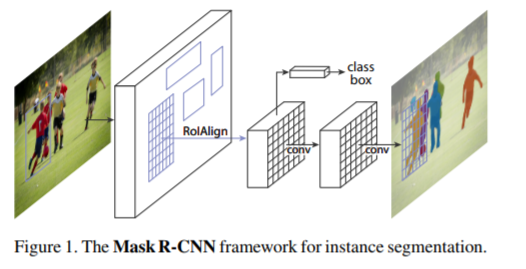 class
box
RoIAlign
conv
conv
Figure 1. The Mask R-CNN framework for instance segmentation.